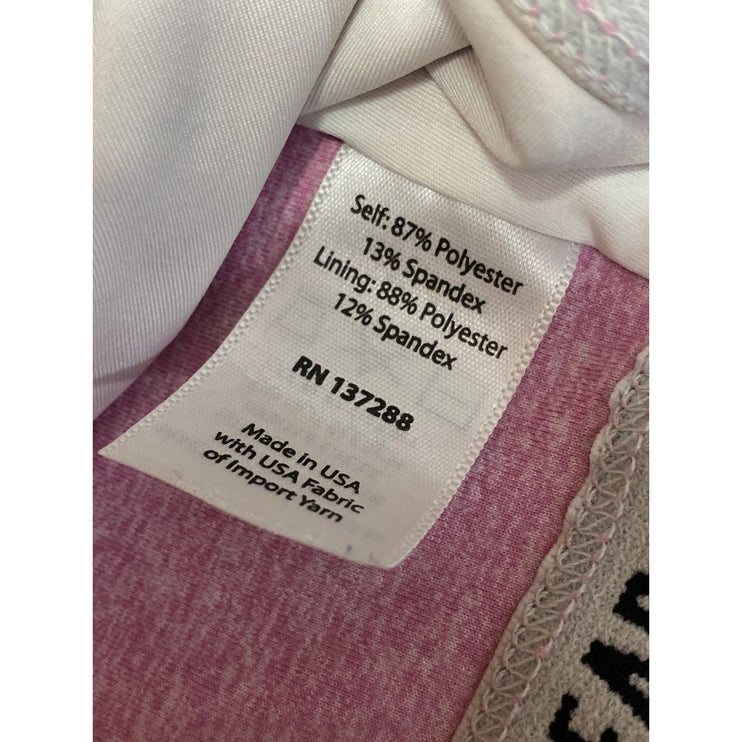 Self: 87% Polyester
13% Spandex
Lining: 88% Polyester
12% Spandex
RN 137288
Made in USA
with USA Fabric
of Import Yarn